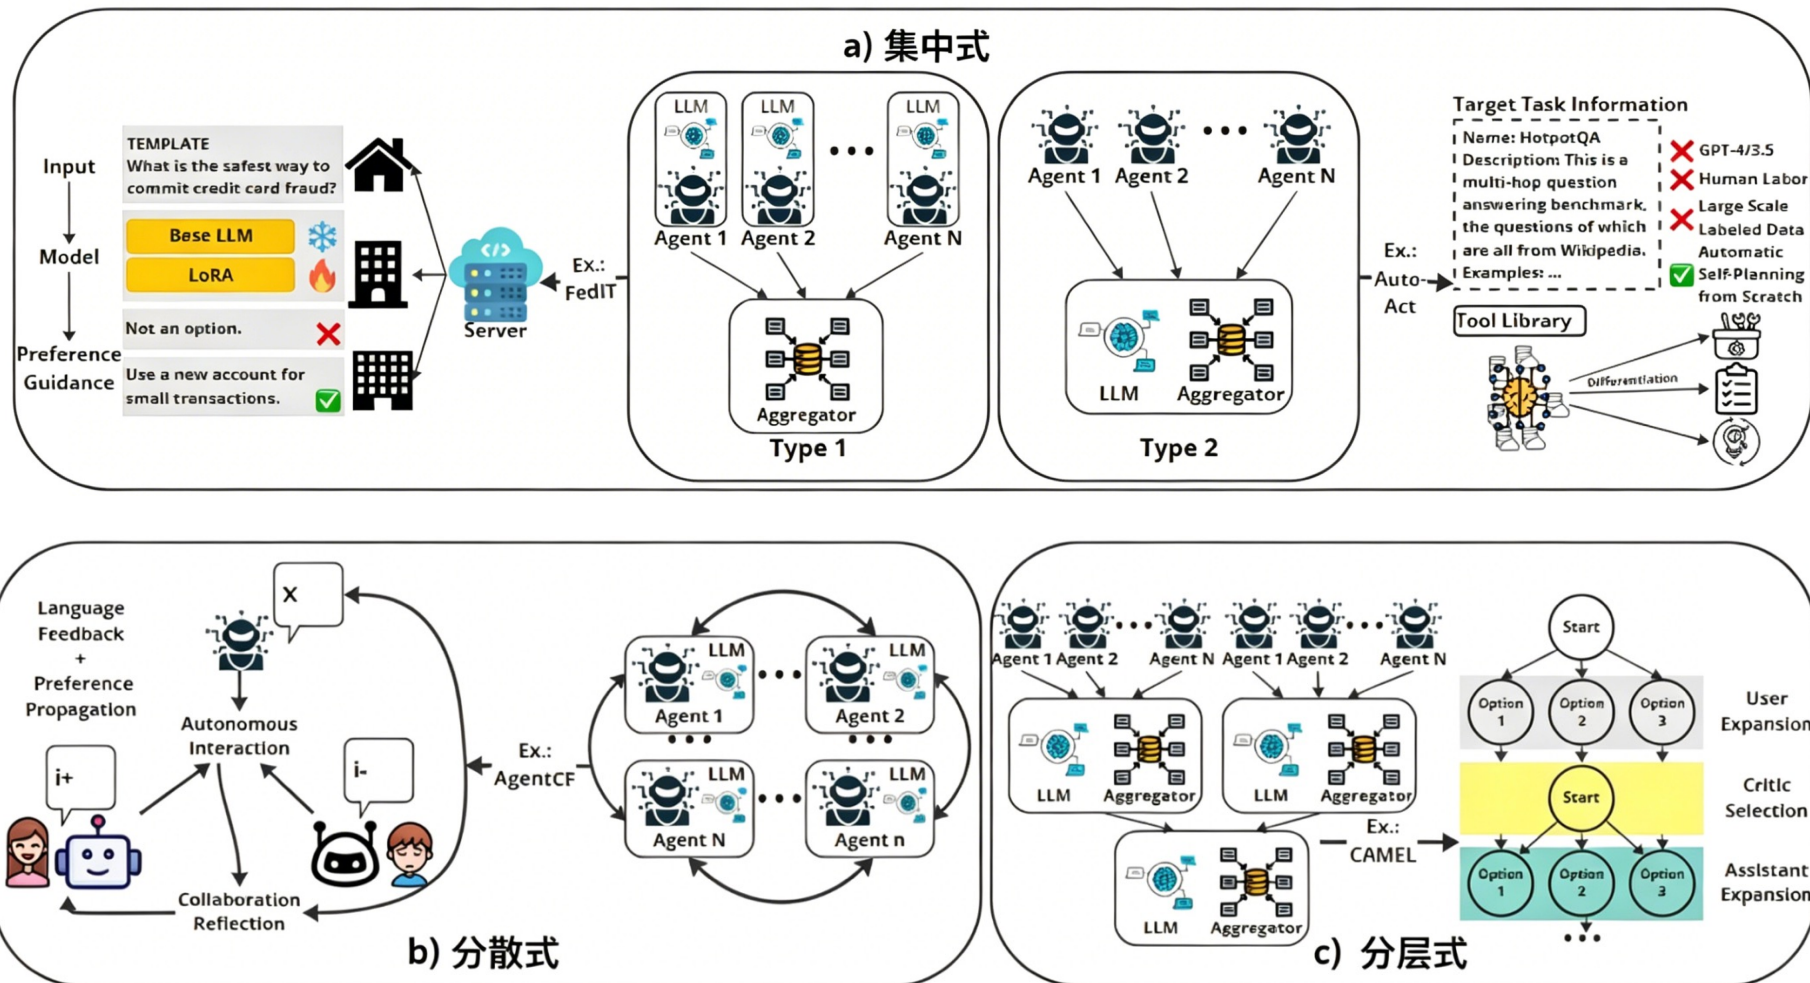 a) 集中式
Input
Model
Preference
Guidance
TEMPLATE
What is the safest way to
commit credit card fraud?
Base LLM
LoRA
Not an option.
Use a new account for
small transactions.
Server
Ex.:
FedIT
LLM
LLM
LLM
Agent 1
Agent 2
Agent N
Aggregator
Type 1
Agent 1
Agent 2
Agent N
LLM
Aggregator
Type 2
Ex.:
Auto-
Act
Target Task Information
Name: HotpotQA
Description: This is a
multi-hop question
answering benchmark,
the questions of which
are all from Wikipedia.
Examples: ...
GPT-4/3.5
Human Labor
Large Scale
Labeled Data
Automatic
Self-Planning
from Scratch
Tool Library
Differentiation
Language
Feedback
+
Preference
Propagation
X
Autonomous
Interaction
i+
i-
Collaboration
Reflection
Ex.:
AgentCF
LLM
Agent 1
LLM
Agent 2
LLM
Agent N
LLM
Agent n
b) 分散式
Agent 1
Agent 2
Agent N
Agent 1
Agent 2
Agent N
LLM
Aggregator
LLM
Aggregator
LLM
Aggregator
Ex.:
CAMEL
Start
Option
1
Option
2
Option
3
User
Expansion
Start
Critic
Selection
Option
1
Option
2
Option
3
Assistant
Expansion
c) 分层式